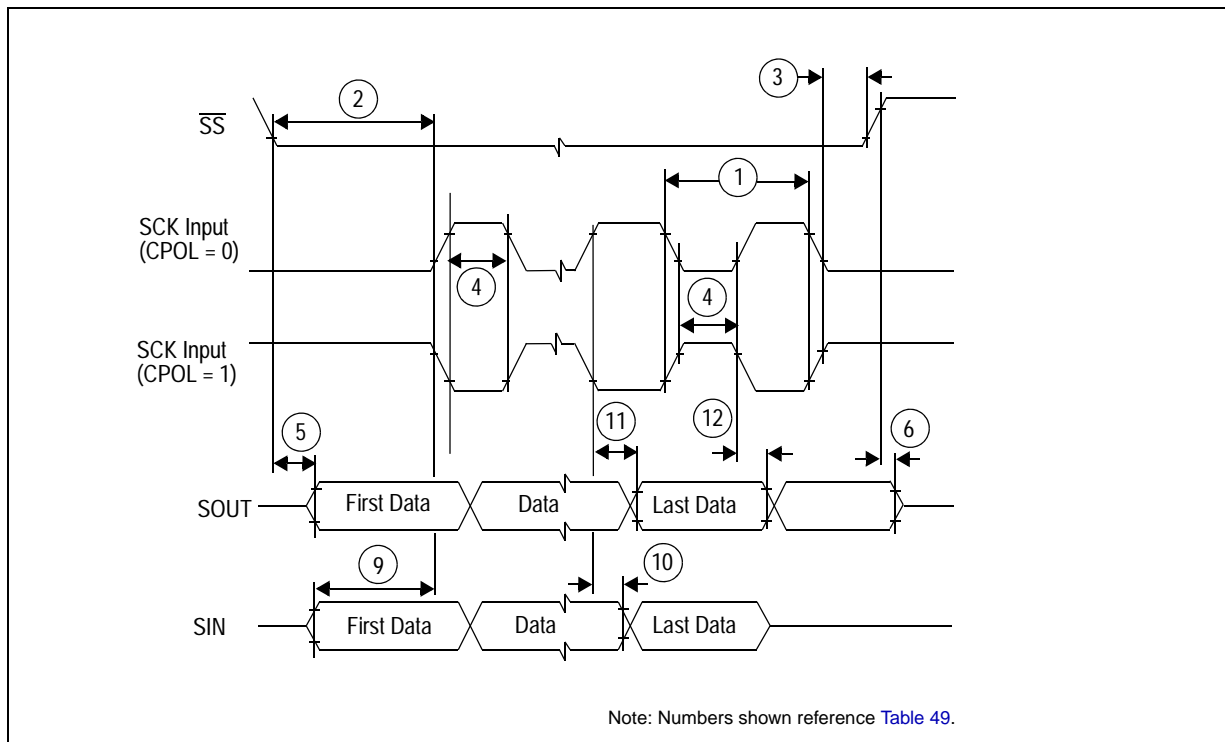 3
2
SS
1
SCK Input
(CPOL = 0)
4
4
SCK Input
(CPOL = 1)
5
11
12
6
SOUT
First Data
Data
Last Data
9
10
SIN
First Data
Data
Last Data
Note: Numbers shown reference Table 49.